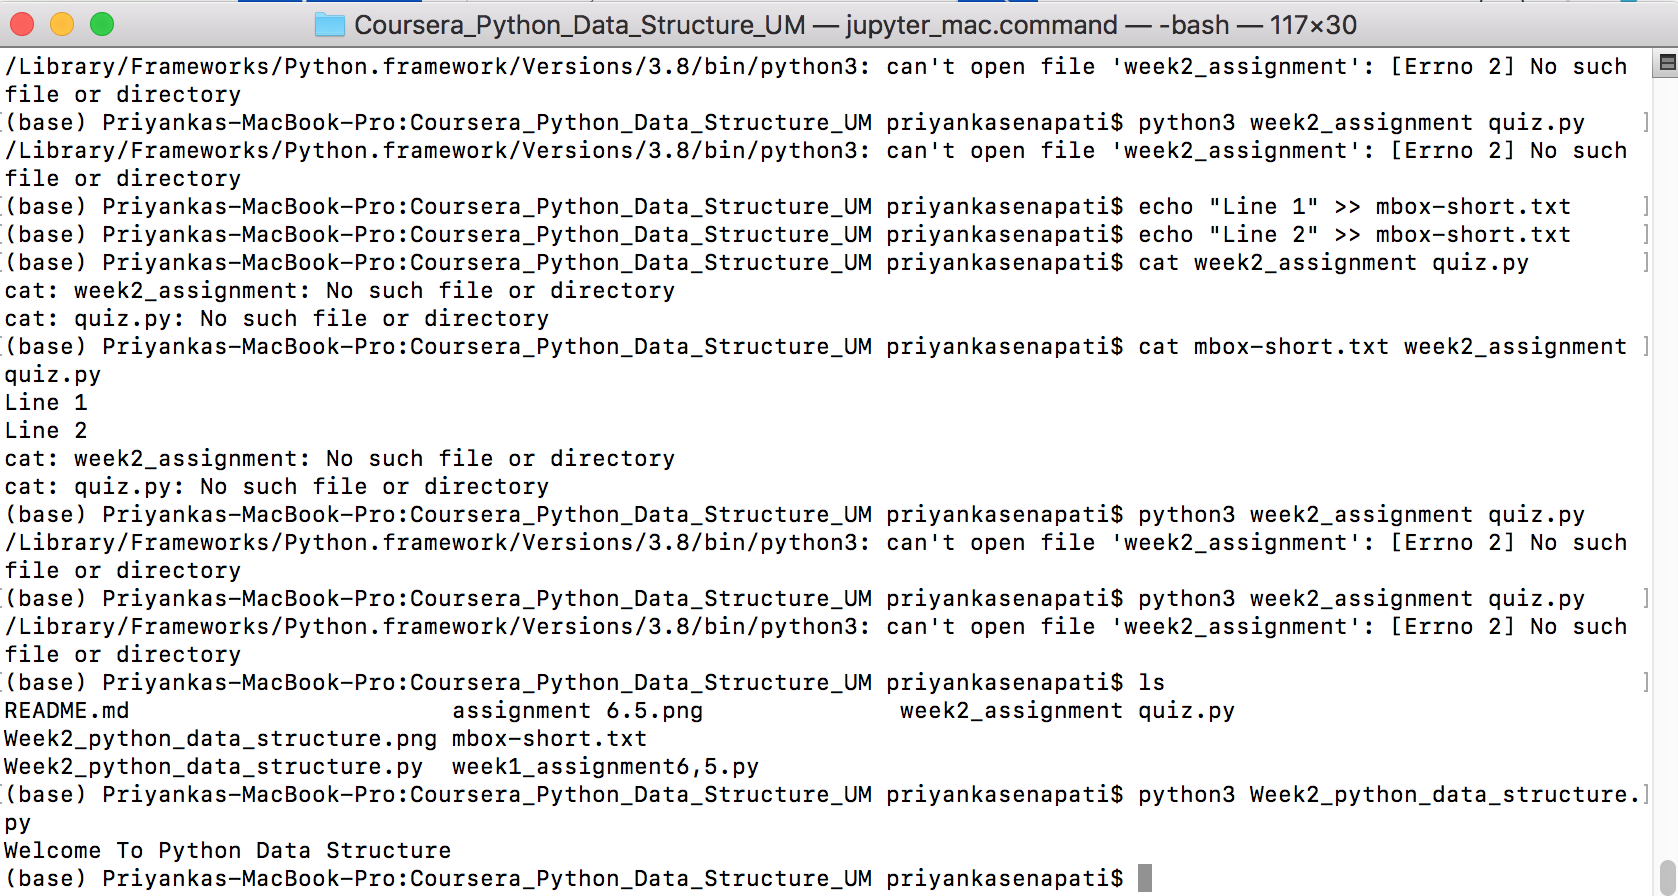 Coursera_Python_Data_Structure_UM — jupyter_mac.command — -bash — 117×30
/Library/Frameworks/Python.framework/Versions/3.8/bin/python3: can't open file 'week2_assignment': [Errno 2] No such
file or directory
(base) Priyankas-MacBook-Pro:Coursera_Python_Data_Structure_UM priyankasenapati$ python3 week2_assignment quiz.py
/Library/Frameworks/Python.framework/Versions/3.8/bin/python3: can't open file 'week2_assignment': [Errno 2] No such
file or directory
(base) Priyankas-MacBook-Pro:Coursera_Python_Data_Structure_UM priyankasenapati$ echo "Line 1" >> mbox-short.txt
(base) Priyankas-MacBook-Pro:Coursera_Python_Data_Structure_UM priyankasenapati$ echo "Line 2" >> mbox-short.txt
(base) Priyankas-MacBook-Pro:Coursera_Python_Data_Structure_UM priyankasenapati$ cat week2_assignment quiz.py
cat: week2_assignment: No such file or directory
cat: quiz.py: No such file or directory
(base) Priyankas-MacBook-Pro:Coursera_Python_Data_Structure_UM priyankasenapati$ cat mbox-short.txt week2_assignment
quiz.py
Line 1
Line 2
cat: week2_assignment: No such file or directory
cat: quiz.py: No such file or directory
(base) Priyankas-MacBook-Pro:Coursera_Python_Data_Structure_UM priyankasenapati$ python3 week2_assignment quiz.py
/Library/Frameworks/Python.framework/Versions/3.8/bin/python3: can't open file 'week2_assignment': [Errno 2] No such
file or directory
(base) Priyankas-MacBook-Pro:Coursera_Python_Data_Structure_UM priyankasenapati$ python3 week2_assignment quiz.py
/Library/Frameworks/Python.framework/Versions/3.8/bin/python3: can't open file 'week2_assignment': [Errno 2] No such
file or directory
(base) Priyankas-MacBook-Pro:Coursera_Python_Data_Structure_UM priyankasenapati$ ls
README.md assignment 6.5.png week2_assignment quiz.py
Week2_python_data_structure.png mbox-short.txt
Week2_python_data_structure.py week1_assignment6,5.py
(base) Priyankas-MacBook-Pro:Coursera_Python_Data_Structure_UM priyankasenapati$ python3 Week2_python_data_structure.
py
Welcome To Python Data Structure
(base) Priyankas-MacBook-Pro:Coursera_Python_Data_Structure_UM priyankasenapati$